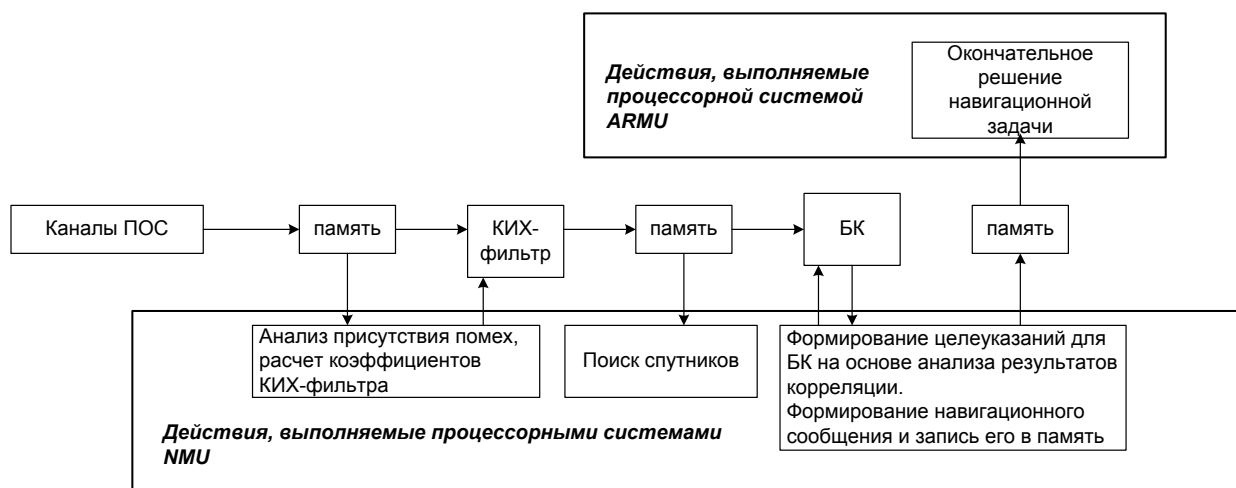 Действия, выполняемые
процессорной системой
ARMU
Окончательное
решение
навигационной
задачи
Каналы ПОС
память
КИХ-
фильтр
память
БК
память
Анализ присутствия помех,
расчет коэффициентов
КИХ-фильтра
Поиск спутников
Формирование целеуказаний для
БК на основе анализа результатов
корреляции.
Формирование навигационного
сообщения и запись его в память
Действия, выполняемые процессорными системами
NMU